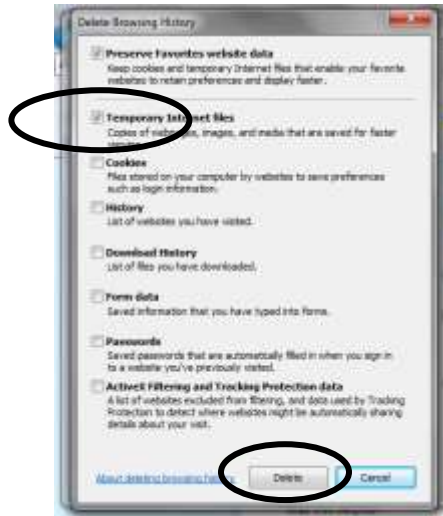 Delete Browsing History
Preserve Favorites website data
Keep cookies and temporary Internet files that enable your favorite
websites to retain preferences and display faster.
Temporary Internet files
Copies of webpages, images, and media that are saved for faster
viewing.
Cookies
Files stored on your computer by websites to save preferences
such as login information.
History
List of websites you have visited.
Download History
List of files you have downloaded.
Form data
Saved information that you have typed into forms.
Passwords
Saved passwords that are automatically filled in when you sign in
to a website you've previously visited.
ActiveX Filtering and Tracking Protection data
A list of websites excluded from filtering, and data used by Tracking
Protection to detect where websites might be automatically sharing
details about your visit.
About deleting browsing history
Delete
Cancel